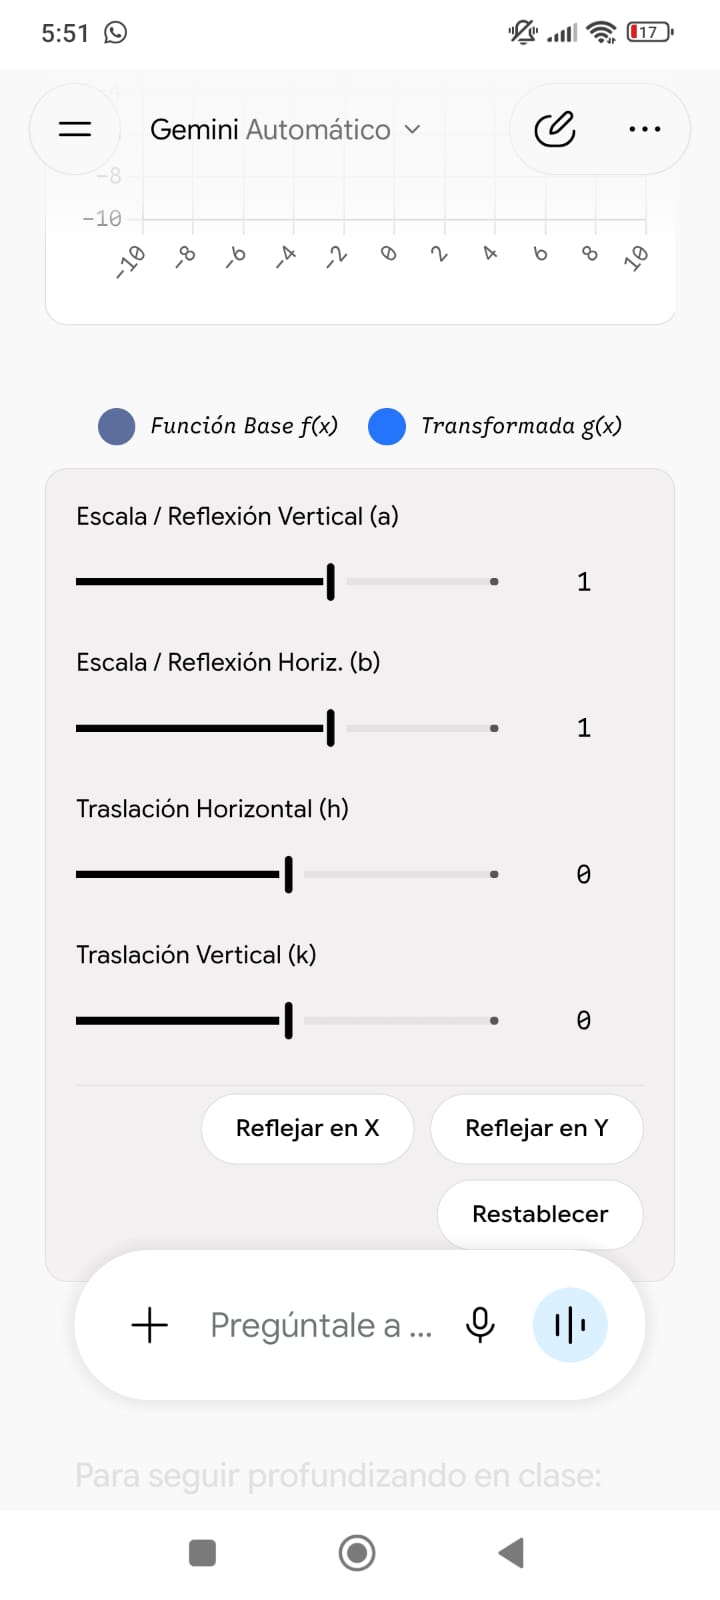 5:51
17
Gemini Automático
-8
-10
-10 -8 -6 -4 -2 0 2 4 6 8 10
Función Base f(x) Transformada g(x)
Escala / Reflexión Vertical (a)
1
Escala / Reflexión Horiz. (b)
1
Traslación Horizontal (h)
0
Traslación Vertical (k)
0
Reflejar en X Reflejar en Y
Restablecer
Pregúntale a ...
Para seguir profundizando en clase: